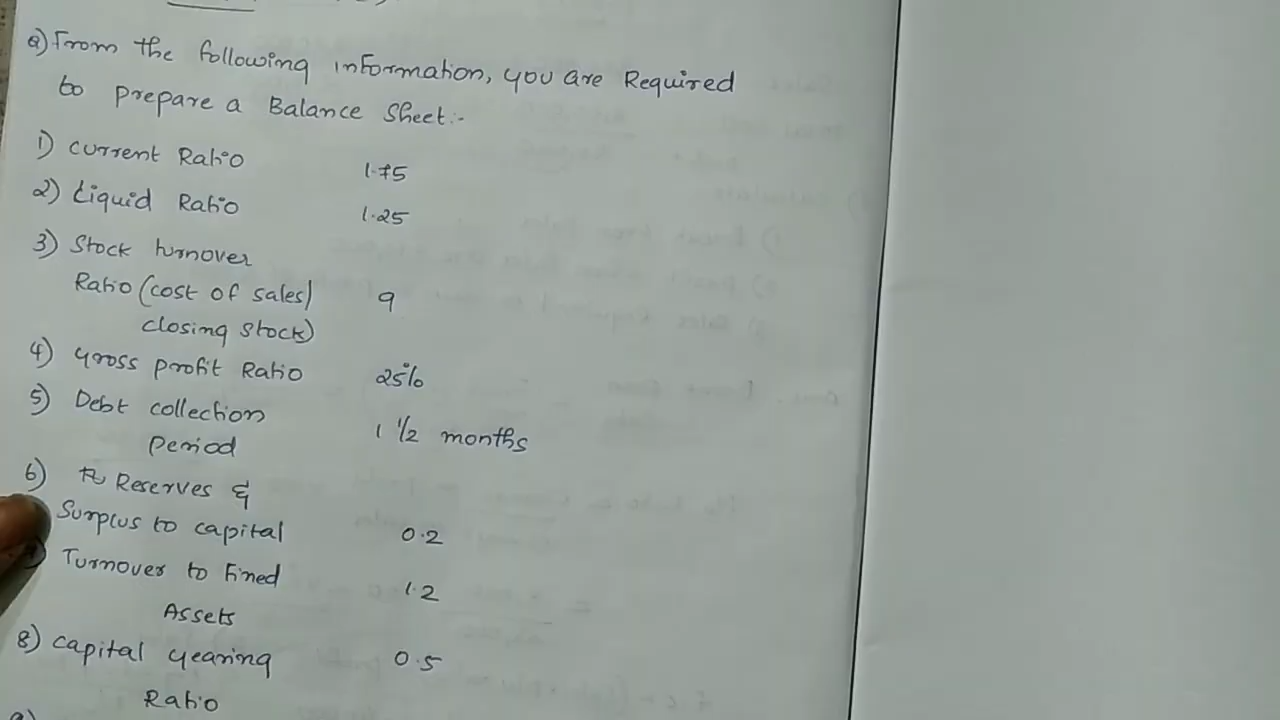 Q) From the following information, you are Required
to prepare a Balance Sheet:-
1) Current Ratio 1.75
2) Liquid Ratio 1.25
3) Stock turnover
Ratio (cost of sales/ 9
closing stock)
4) Gross profit Ratio 25%
5) Debt collection
Period 1 1/2 months
6) Reserves &
Surplus to capital 0.2
Turnover to Fixed 1.2
Assets
8) Capital gearing 0.5
Ratio
9)